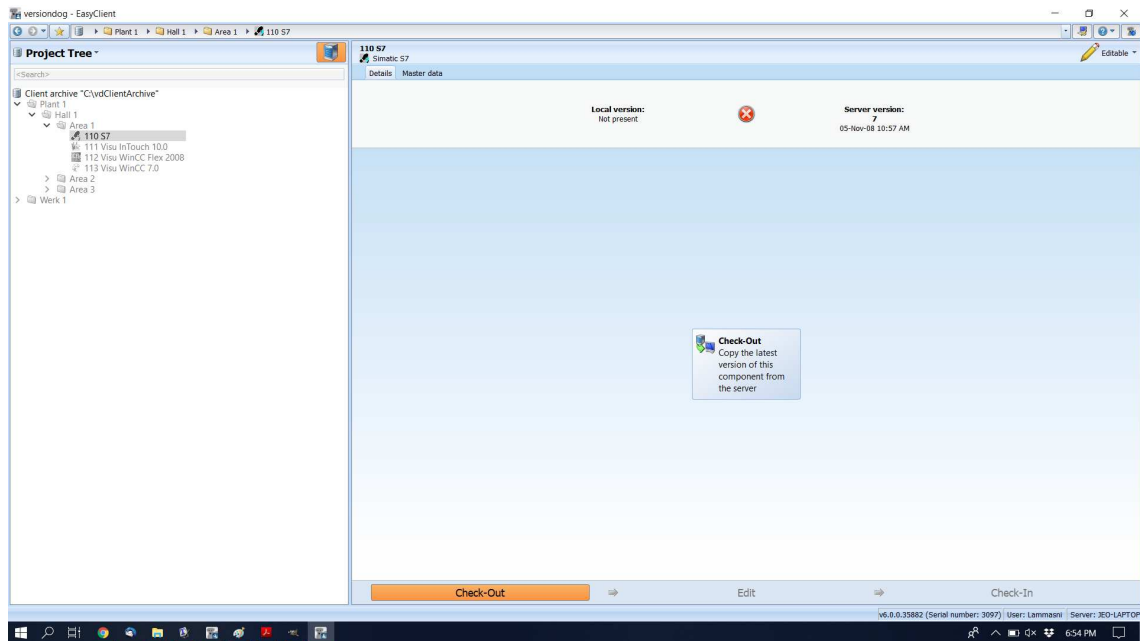 versiondog - EasyClient
Plant 1 Hall 1 Area 1 110 S7
Project Tree
<Search>
Client archive "C:\vdClientArchive"
Plant 1
Hall 1
Area 1
110 S7
111 Visu InTouch 10.0
112 Visu WinCC Flex 2008
113 Visu WinCC 7.0
Area 2
Area 3
Werk 1
110 S7
Simatic S7
Editable
Details Master data
Local version:
Not present
Server version:
7
05-Nov-08 10:57 AM
Check-Out
Copy the latest
version of this
component from
the server
Check-Out Edit Check-In
v6.0.0.35882 (Serial number: 3097) User: Lammasni Server: JEO-LAPTOP
6:54 PM